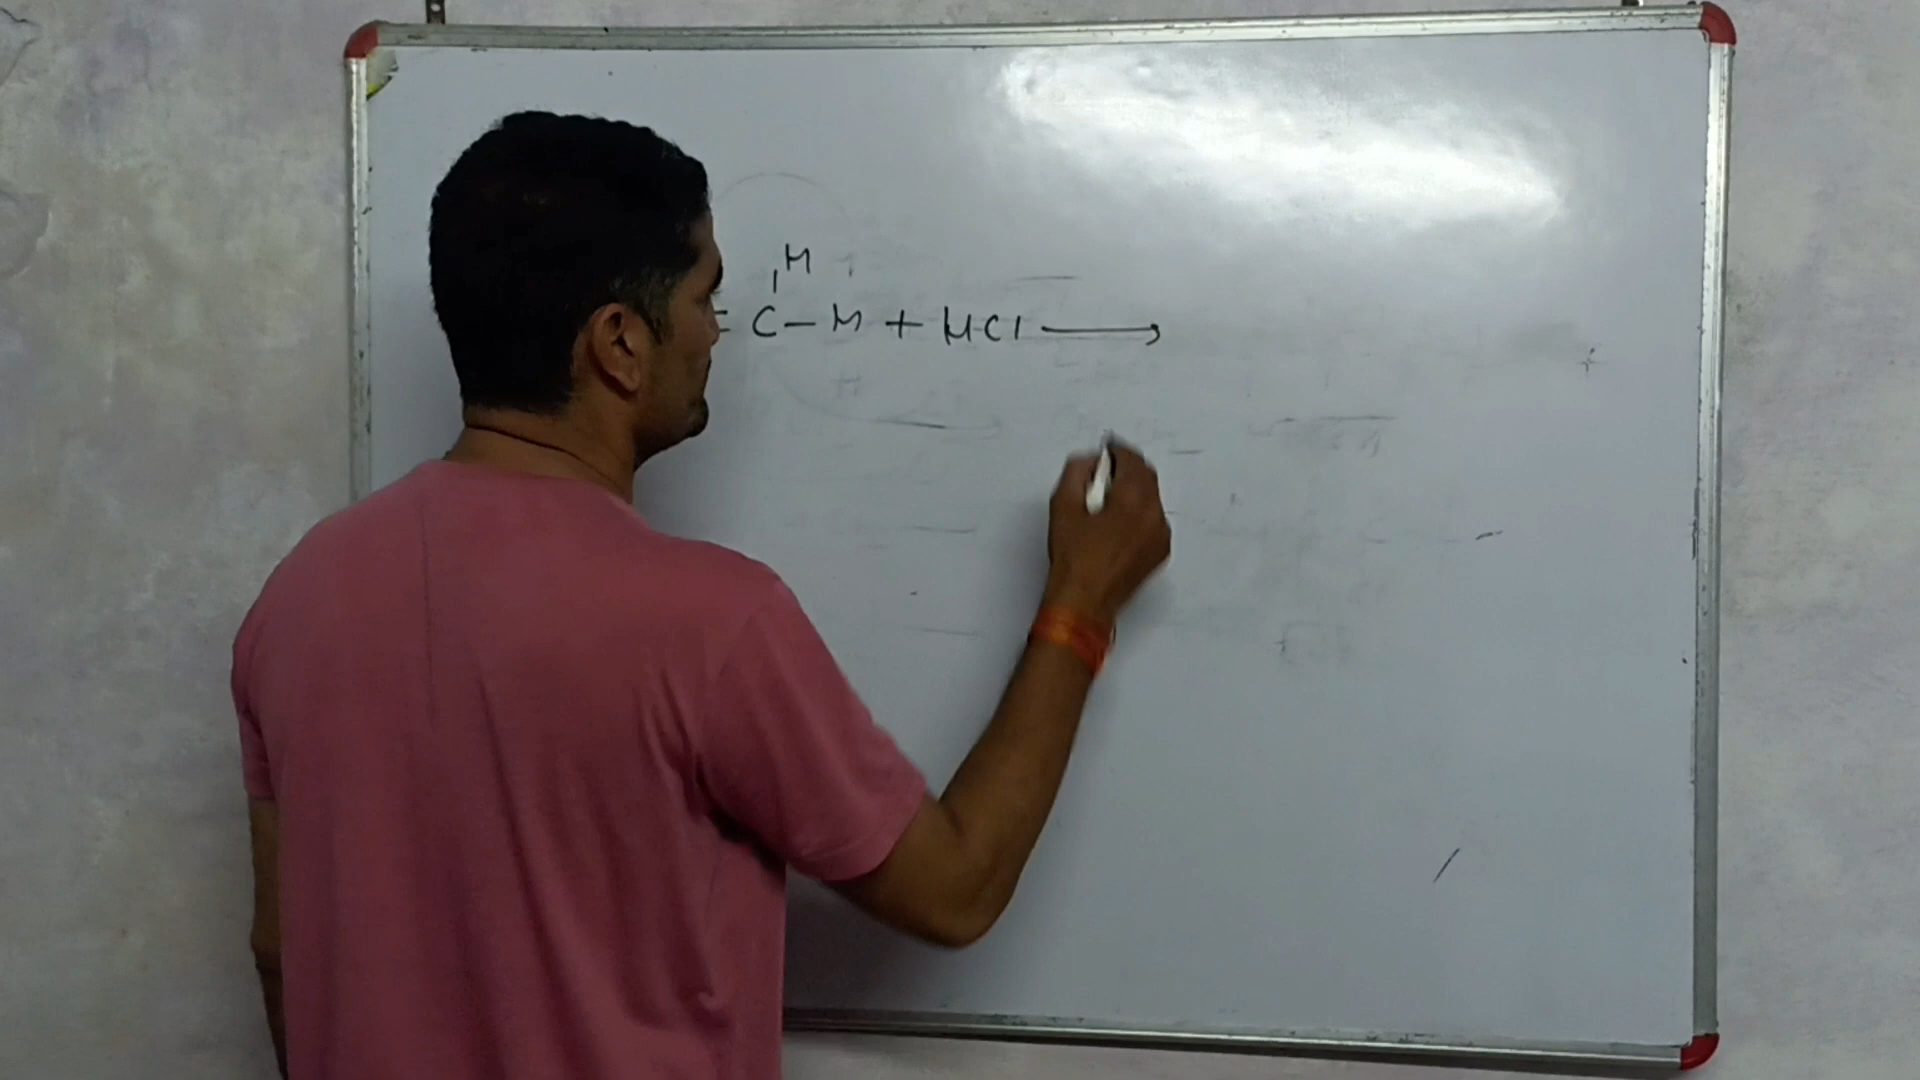 H
= C – H + HCl ⟶